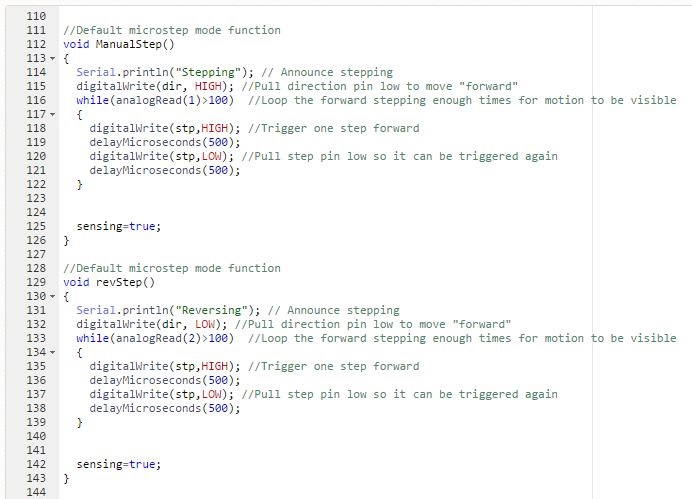 110
111 //Default microstep mode function
112 void ManualStep()
113 {
114   Serial.println("Stepping"); // Announce stepping
115   digitalWrite(dir, HIGH); //Pull direction pin low to move "forward"
116   while(analogRead(1)>100)  //Loop the forward stepping enough times for motion to be visible
117   {
118     digitalWrite(stp,HIGH); //Trigger one step forward
119     delayMicroseconds(500);
120     digitalWrite(stp,LOW); //Pull step pin low so it can be triggered again
121     delayMicroseconds(500);
122   }
123
124
125   sensing=true;
126 }
127
128 //Default microstep mode function
129 void revStep()
130 {
131   Serial.println("Reversing"); // Announce stepping
132   digitalWrite(dir, LOW); //Pull direction pin low to move "forward"
133   while(analogRead(2)>100)  //Loop the forward stepping enough times for motion to be visible
134   {
135     digitalWrite(stp,HIGH); //Trigger one step forward
136     delayMicroseconds(500);
137     digitalWrite(stp,LOW); //Pull step pin low so it can be triggered again
138     delayMicroseconds(500);
139   }
140
141
142   sensing=true;
143 }
144